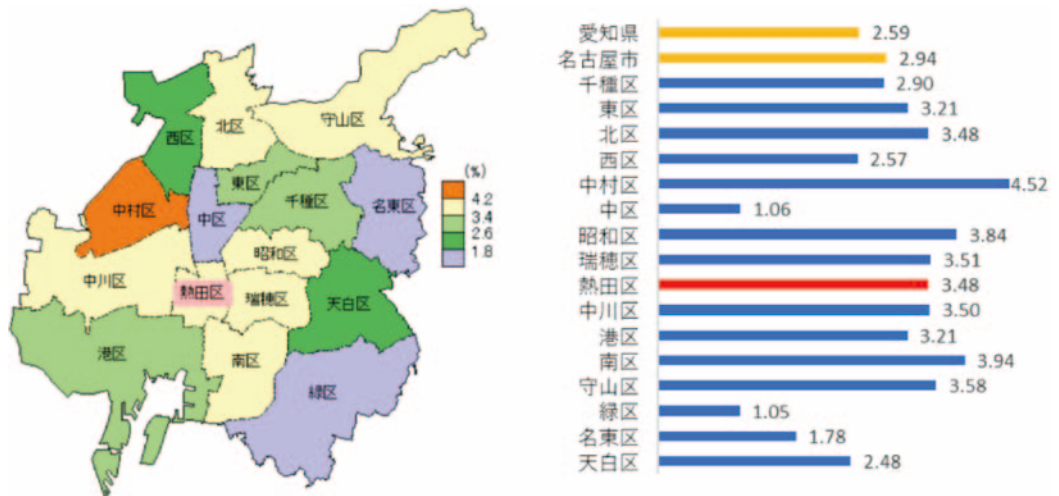 西区
北区
守山区
東区
千種区
名東区
中村区
中区
昭和区
中川区
熱田区
瑞穂区
天白区
港区
南区
緑区
(%)
4.2
3.4
2.6
1.8
愛知県 2.59
名古屋市 2.94
千種区 2.90
東区 3.21
北区 3.48
西区 2.57
中村区 4.52
中区 1.06
昭和区 3.84
瑞穂区 3.51
熱田区 3.48
中川区 3.50
港区 3.21
南区 3.94
守山区 3.58
緑区 1.05
名東区 1.78
天白区 2.48